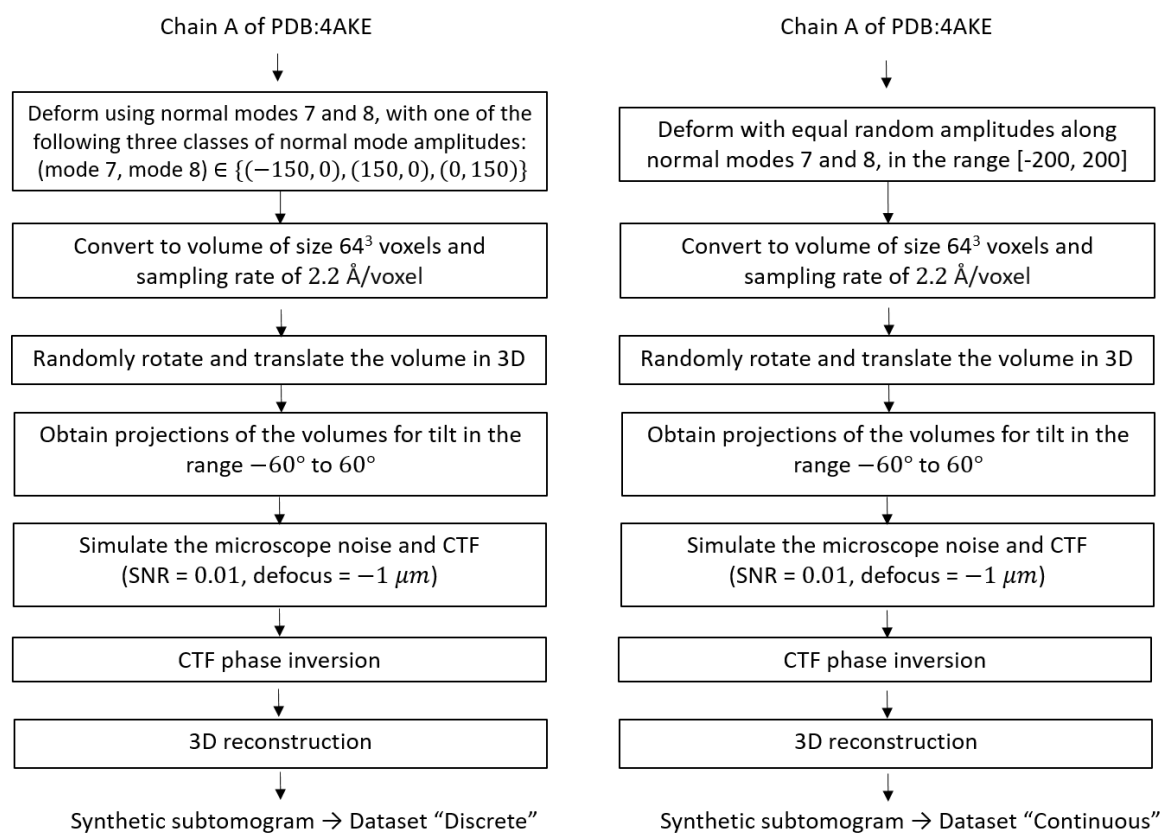 Chain A of PDB:4AKE
Deform using normal modes 7 and 8, with one of the
following three classes of normal mode amplitudes:
(mode 7, mode 8) ∈ {(−150, 0), (150, 0), (0, 150)}
Convert to volume of size 64³ voxels and
sampling rate of 2.2 Å/voxel
Randomly rotate and translate the volume in 3D
Obtain projections of the volumes for tilt in the
range −60° to 60°
Simulate the microscope noise and CTF
(SNR = 0.01, defocus = −1 μm)
CTF phase inversion
3D reconstruction
Synthetic subtomogram → Dataset “Discrete”
Chain A of PDB:4AKE
Deform with equal random amplitudes along
normal modes 7 and 8, in the range [-200, 200]
Convert to volume of size 64³ voxels and
sampling rate of 2.2 Å/voxel
Randomly rotate and translate the volume in 3D
Obtain projections of the volumes for tilt in the
range −60° to 60°
Simulate the microscope noise and CTF
(SNR = 0.01, defocus = −1 μm)
CTF phase inversion
3D reconstruction
Synthetic subtomogram → Dataset “Continuous”